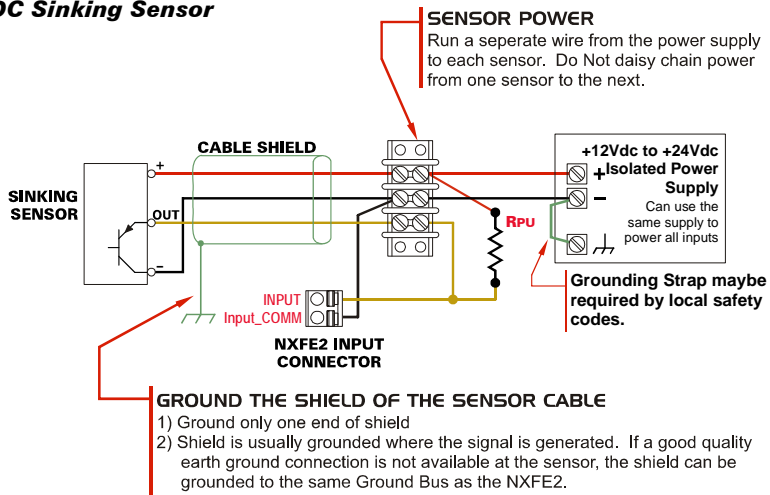 DC Sinking Sensor
SENSOR POWER
Run a seperate wire from the power supply
to each sensor. Do Not daisy chain power
from one sensor to the next.
CABLE SHIELD
+12Vdc to +24Vdc
Isolated Power
Supply
Can use the
same supply to
power all inputs
+
−
SINKING
SENSOR
+
OUT
−
RPU
INPUT
Input_COMM
NXFE2 INPUT
CONNECTOR
Grounding Strap maybe
required by local safety
codes.
GROUND THE SHIELD OF THE SENSOR CABLE
1) Ground only one end of shield
2) Shield is usually grounded where the signal is generated. If a good quality
earth ground connection is not available at the sensor, the shield can be
grounded to the same Ground Bus as the NXFE2.